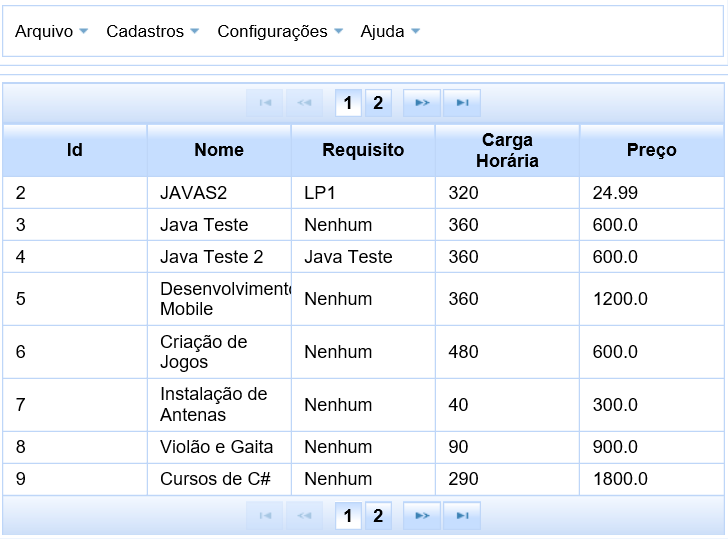 Arquivo Cadastros Configurações Ajuda
1 2
Id Nome Requisito Carga Horária Preço
2 JAVAS2 LP1 320 24.99
3 Java Teste Nenhum 360 600.0
4 Java Teste 2 Java Teste 360 600.0
5 Desenvolvimento Mobile Nenhum 360 1200.0
6 Criação de Jogos Nenhum 480 600.0
7 Instalação de Antenas Nenhum 40 300.0
8 Violão e Gaita Nenhum 90 900.0
9 Cursos de C# Nenhum 290 1800.0
1 2